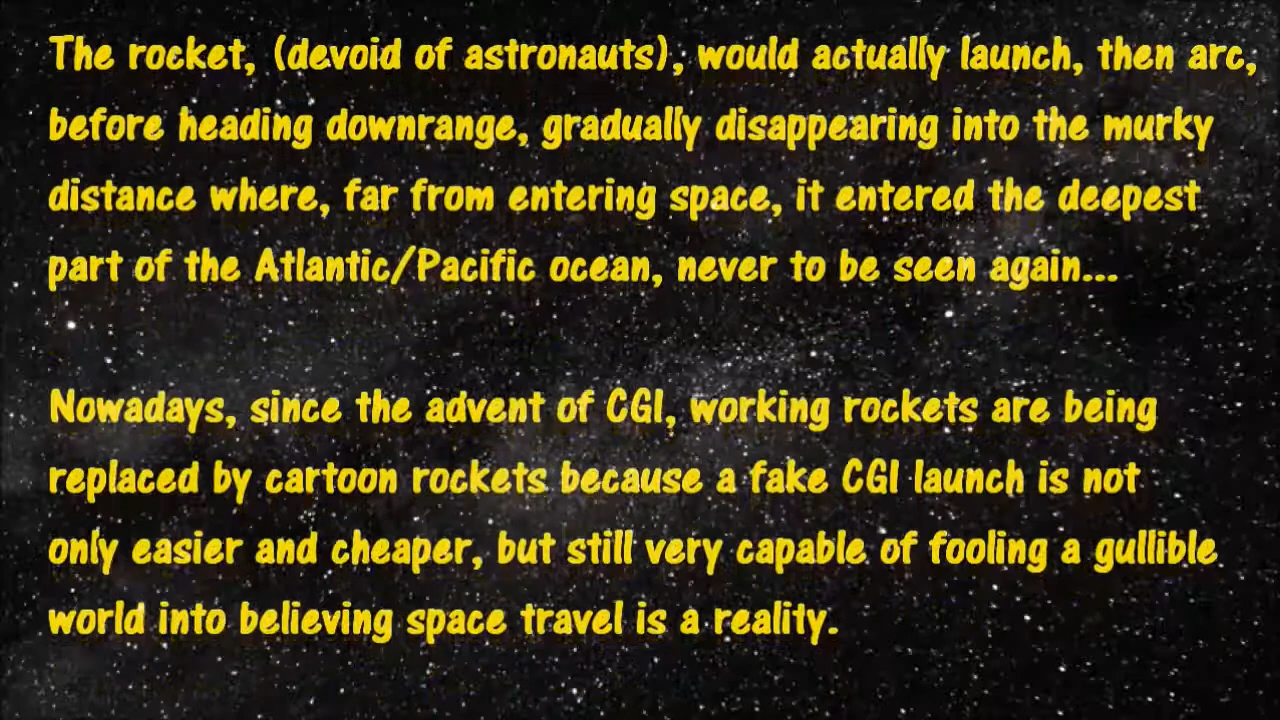 The rocket, (devoid of astronauts), would actually launch, then arc,
before heading downrange, gradually disappearing into the murky
distance where, far from entering space, it entered the deepest
part of the Atlantic/Pacific ocean, never to be seen again...
Nowadays, since the advent of CGI, working rockets are being
replaced by cartoon rockets because a fake CGI launch is not
only easier and cheaper, but still very capable of fooling a gullible
world into believing space travel is a reality.